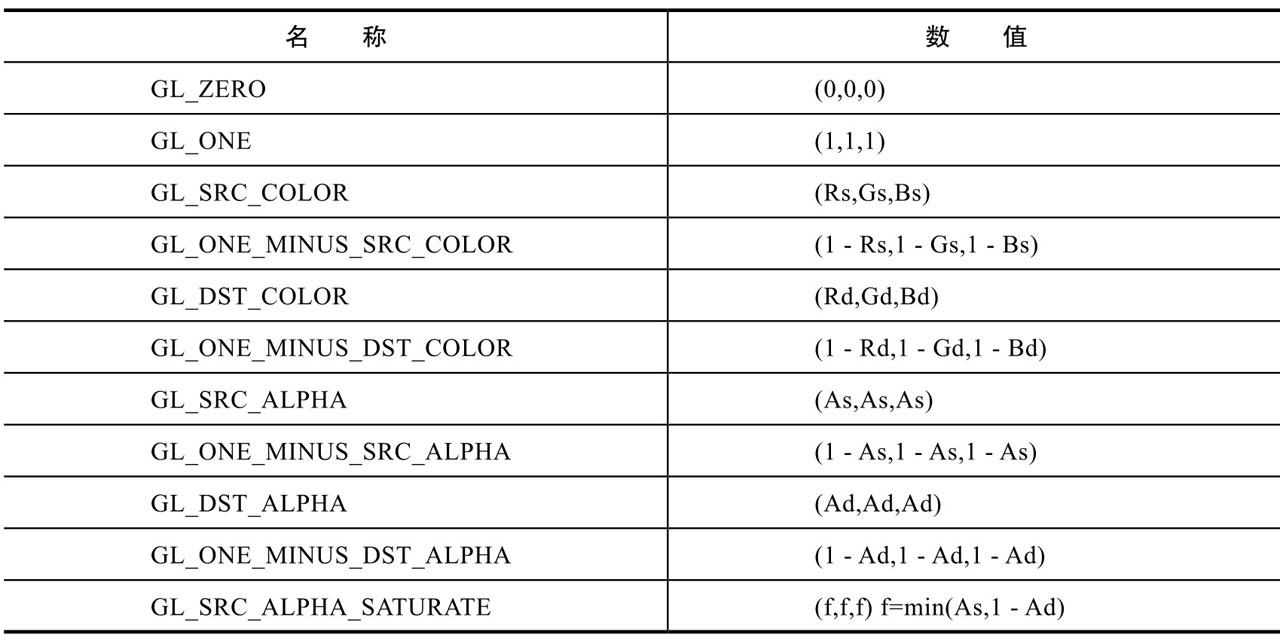 名 称 数 值
GL_ZERO (0,0,0)
GL_ONE (1,1,1)
GL_SRC_COLOR (Rs,Gs,Bs)
GL_ONE_MINUS_SRC_COLOR (1 - Rs,1 - Gs,1 - Bs)
GL_DST_COLOR (Rd,Gd,Bd)
GL_ONE_MINUS_DST_COLOR (1 - Rd,1 - Gd,1 - Bd)
GL_SRC_ALPHA (As,As,As)
GL_ONE_MINUS_SRC_ALPHA (1 - As,1 - As,1 - As)
GL_DST_ALPHA (Ad,Ad,Ad)
GL_ONE_MINUS_DST_ALPHA (1 - Ad,1 - Ad,1 - Ad)
GL_SRC_ALPHA_SATURATE (f,f,f) f=min(As,1 - Ad)